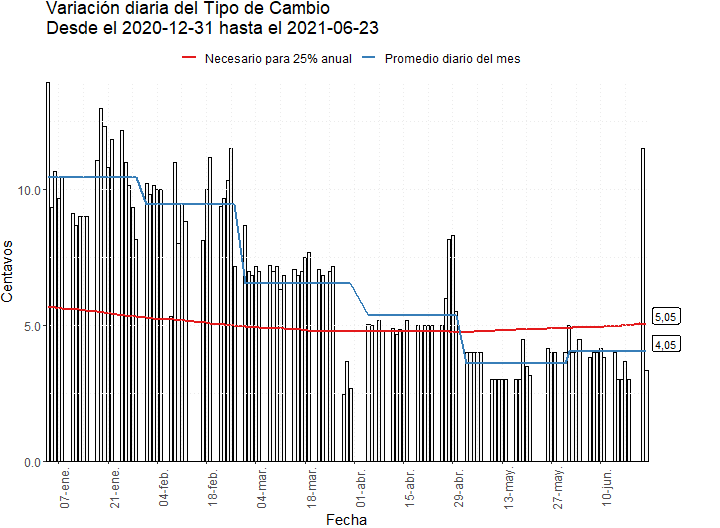 Variación diaria del Tipo de Cambio
Desde el 2020-12-31 hasta el 2021-06-23
Necesario para 25% anual
Promedio diario del mes
Centavos
10.0
5.0
0.0
5,05
4,05
07-ene.
21-ene.
04-feb.
18-feb.
04-mar.
18-mar.
01-abr.
15-abr.
29-abr.
13-may.
27-may.
10-jun.
Fecha